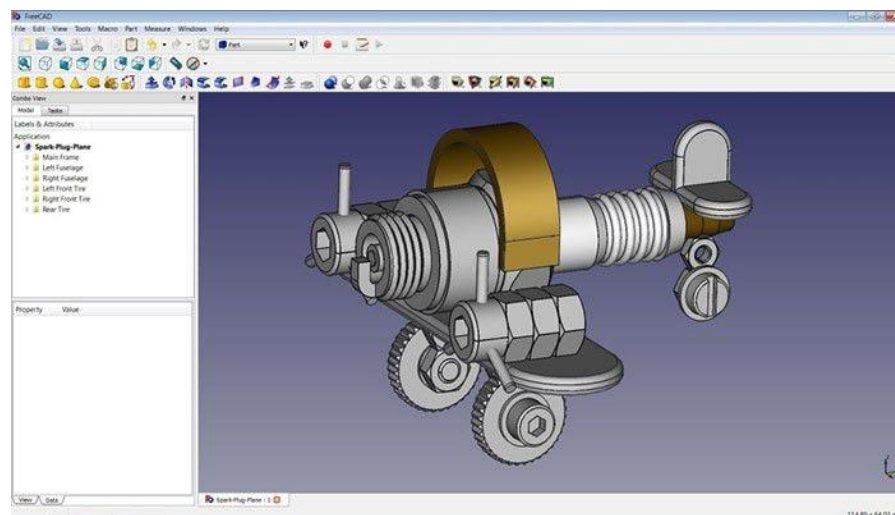 FreeCAD
File Edit View Tools Macro Part Measure Windows Help
Part
Combo View
Model Tasks
Labels & Attributes
Application
Spark-Plug-Plane
Main Frame
Left Fuselage
Right Fuselage
Left Front Tire
Right Front Tire
Rear Tire
Property Value
View Data
Spark-Plug-Plane : 1